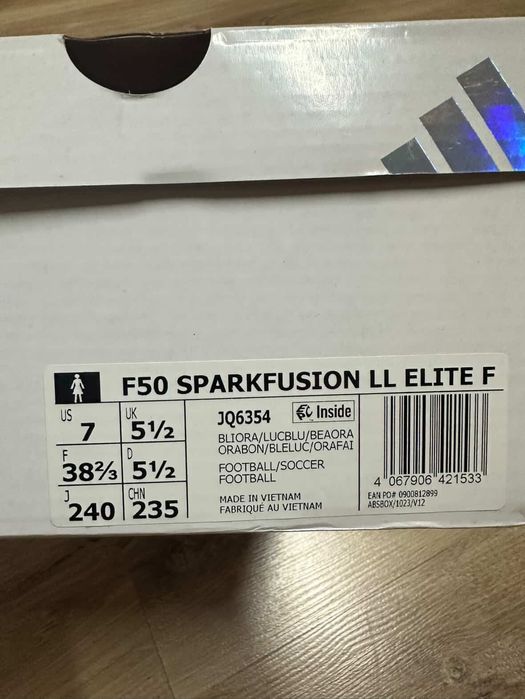 F50 SPARKFUSION LL ELITE F
US 7
UK 5½
F 38⅔
D 5½
J 240
CHN 235
JQ6354
Inside
BLIORA/LUCBLU/BEAORA
ORABON/BLELUC/ORAFAI
FOOTBALL/SOCCER
FOOTBALL
MADE IN VIETNAM
FABRIQUÉ AU VIETNAM
4 067906 421533
EAN PO# 0900812899
ABSBOX/1023/V12